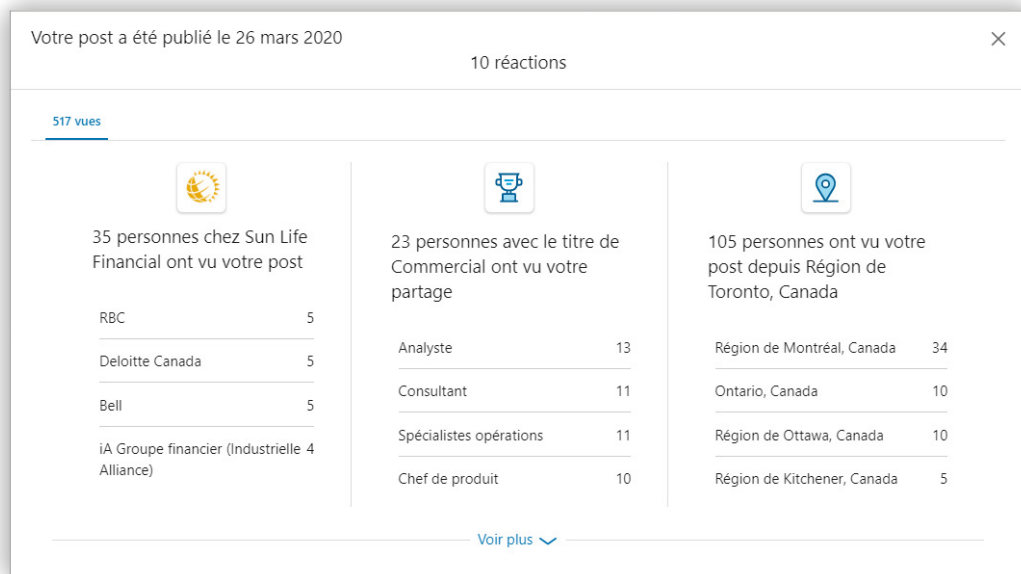 Votre post a été publié le 26 mars 2020
10 réactions
517 vues
35 personnes chez Sun Life
Financial ont vu votre post
RBC 5
Deloitte Canada 5
Bell 5
iA Groupe financier (Industrielle 4
Alliance)
23 personnes avec le titre de
Commercial ont vu votre
partage
Analyste 13
Consultant 11
Spécialistes opérations 11
Chef de produit 10
105 personnes ont vu votre
post depuis Région de
Toronto, Canada
Région de Montréal, Canada 34
Ontario, Canada 10
Région de Ottawa, Canada 10
Région de Kitchener, Canada 5
Voir plus